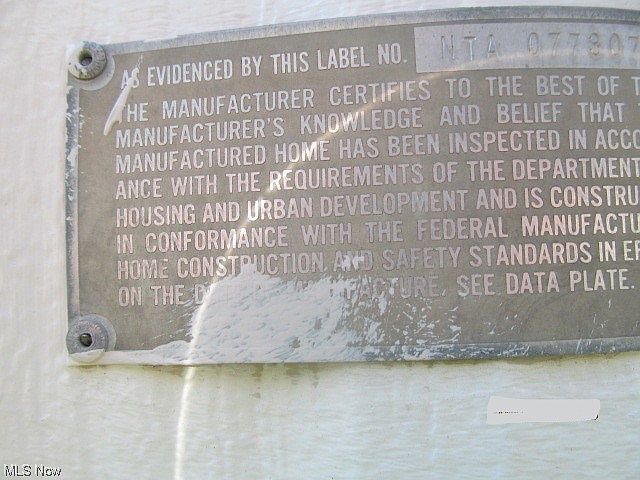 AS EVIDENCED BY THIS LABEL NO. NTA 077307
THE MANUFACTURER CERTIFIES TO THE BEST OF T
MANUFACTURER'S KNOWLEDGE AND BELIEF THAT
MANUFACTURED HOME HAS BEEN INSPECTED IN ACCO
ANCE WITH THE REQUIREMENTS OF THE DEPARTMENT
HOUSING AND URBAN DEVELOPMENT AND IS CONSTRU
IN CONFORMANCE WITH THE FEDERAL MANUFACTU
HOME CONSTRUCTION AND SAFETY STANDARDS IN EF
ON THE D FACTURE. SEE DATA PLATE.
MLS Now